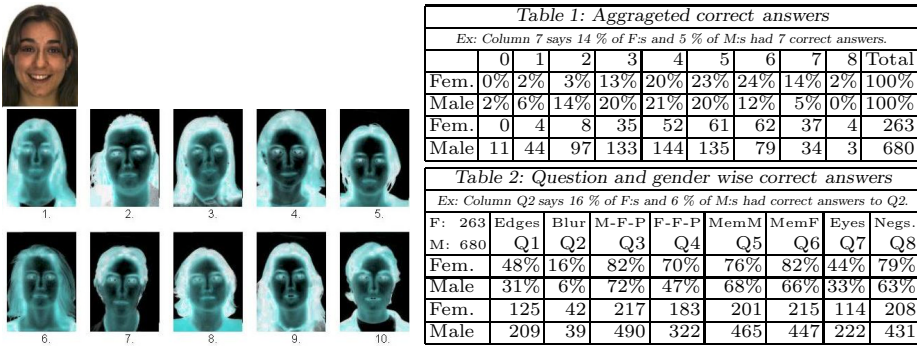 1. 2. 3. 4. 5.
6. 7. 8. 9. 10.
Table 1: Aggrageted correct answers
Ex: Column 7 says 14 % of F:s and 5 % of M:s had 7 correct answers.
0 1 2 3 4 5 6 7 8 Total
Fem. 0% 2% 3% 13% 20% 23% 24% 14% 2% 100%
Male 2% 6% 14% 20% 21% 20% 12% 5% 0% 100%
Fem. 0 4 8 35 52 61 62 37 4 263
Male 11 44 97 133 144 135 79 34 3 680
Table 2: Question and gender wise correct answers
Ex: Column Q2 says 16 % of F:s and 6 % of M:s had correct answers to Q2.
F: 263 Edges Blur M-F-P F-F-P MemM MemF Eyes Negs.
M: 680 Q1 Q2 Q3 Q4 Q5 Q6 Q7 Q8
Fem. 48% 16% 82% 70% 76% 82% 44% 79%
Male 31% 6% 72% 47% 68% 66% 33% 63%
Fem. 125 42 217 183 201 215 114 208
Male 209 39 490 322 465 447 222 431